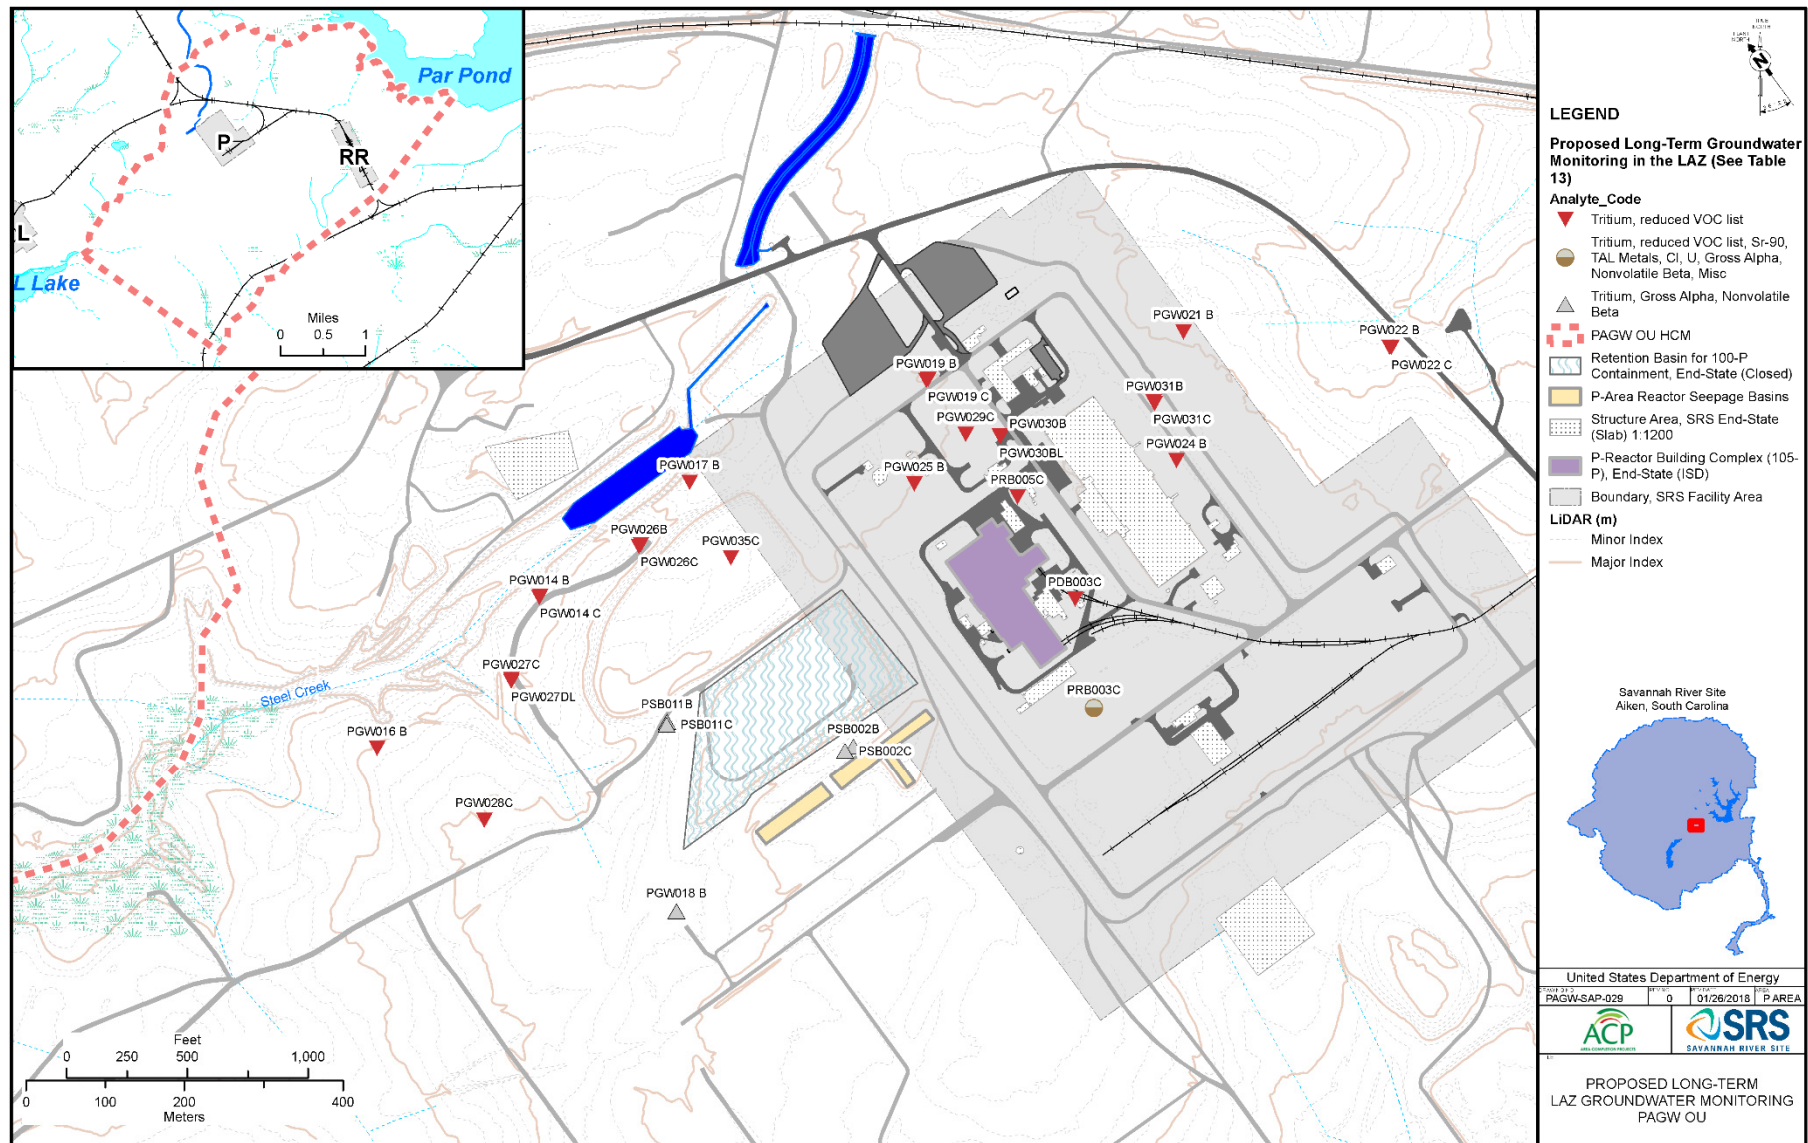 Par Pond
P
RR
L
L Lake
Miles
0 0.5 1
PGW021 B
PGW022 B
PGW022 C
PGW019 B
PGW019 C
PGW031B
PGW031C
PGW029C
PGW030B
PGW030BL
PGW024 B
PGW017 B
PGW025 B
PRB005C
PGW026B
PGW026C
PGW035C
PGW014 B
PGW014 C
PDB003C
PGW027C
PGW027DL
Steel Creek
PRB003C
PSB011B
PSB011C
PGW016 B
PSB002B
PSB002C
PGW028C
PGW018 B
Feet
0 250 500 1,000
0 100 200 400
Meters
TRUE
NORTH
PLANT
NORTH
N
LEGEND
Proposed Long-Term Groundwater
Monitoring in the LAZ (See Table
13)
Analyte_Code
Tritium, reduced VOC list
Tritium, reduced VOC list, Sr-90,
TAL Metals, Cl, U, Gross Alpha,
Nonvolatile Beta, Misc
Tritium, Gross Alpha, Nonvolatile
Beta
PAGW OU HCM
Retention Basin for 100-P
Containment, End-State (Closed)
P-Area Reactor Seepage Basins
Structure Area, SRS End-State
(Slab) 1:1200
P-Reactor Building Complex (105-
P), End-State (ISD)
Boundary, SRS Facility Area
LiDAR (m)
Minor Index
Major Index
Savannah River Site
Aiken, South Carolina
United States Department of Energy
PAGW-SAP-029 0 01/26/2018 P AREA
ACP
AREA COMPLETION PROJECTS
SRS
SAVANNAH RIVER SITE
PROPOSED LONG-TERM
LAZ GROUNDWATER MONITORING
PAGW OU